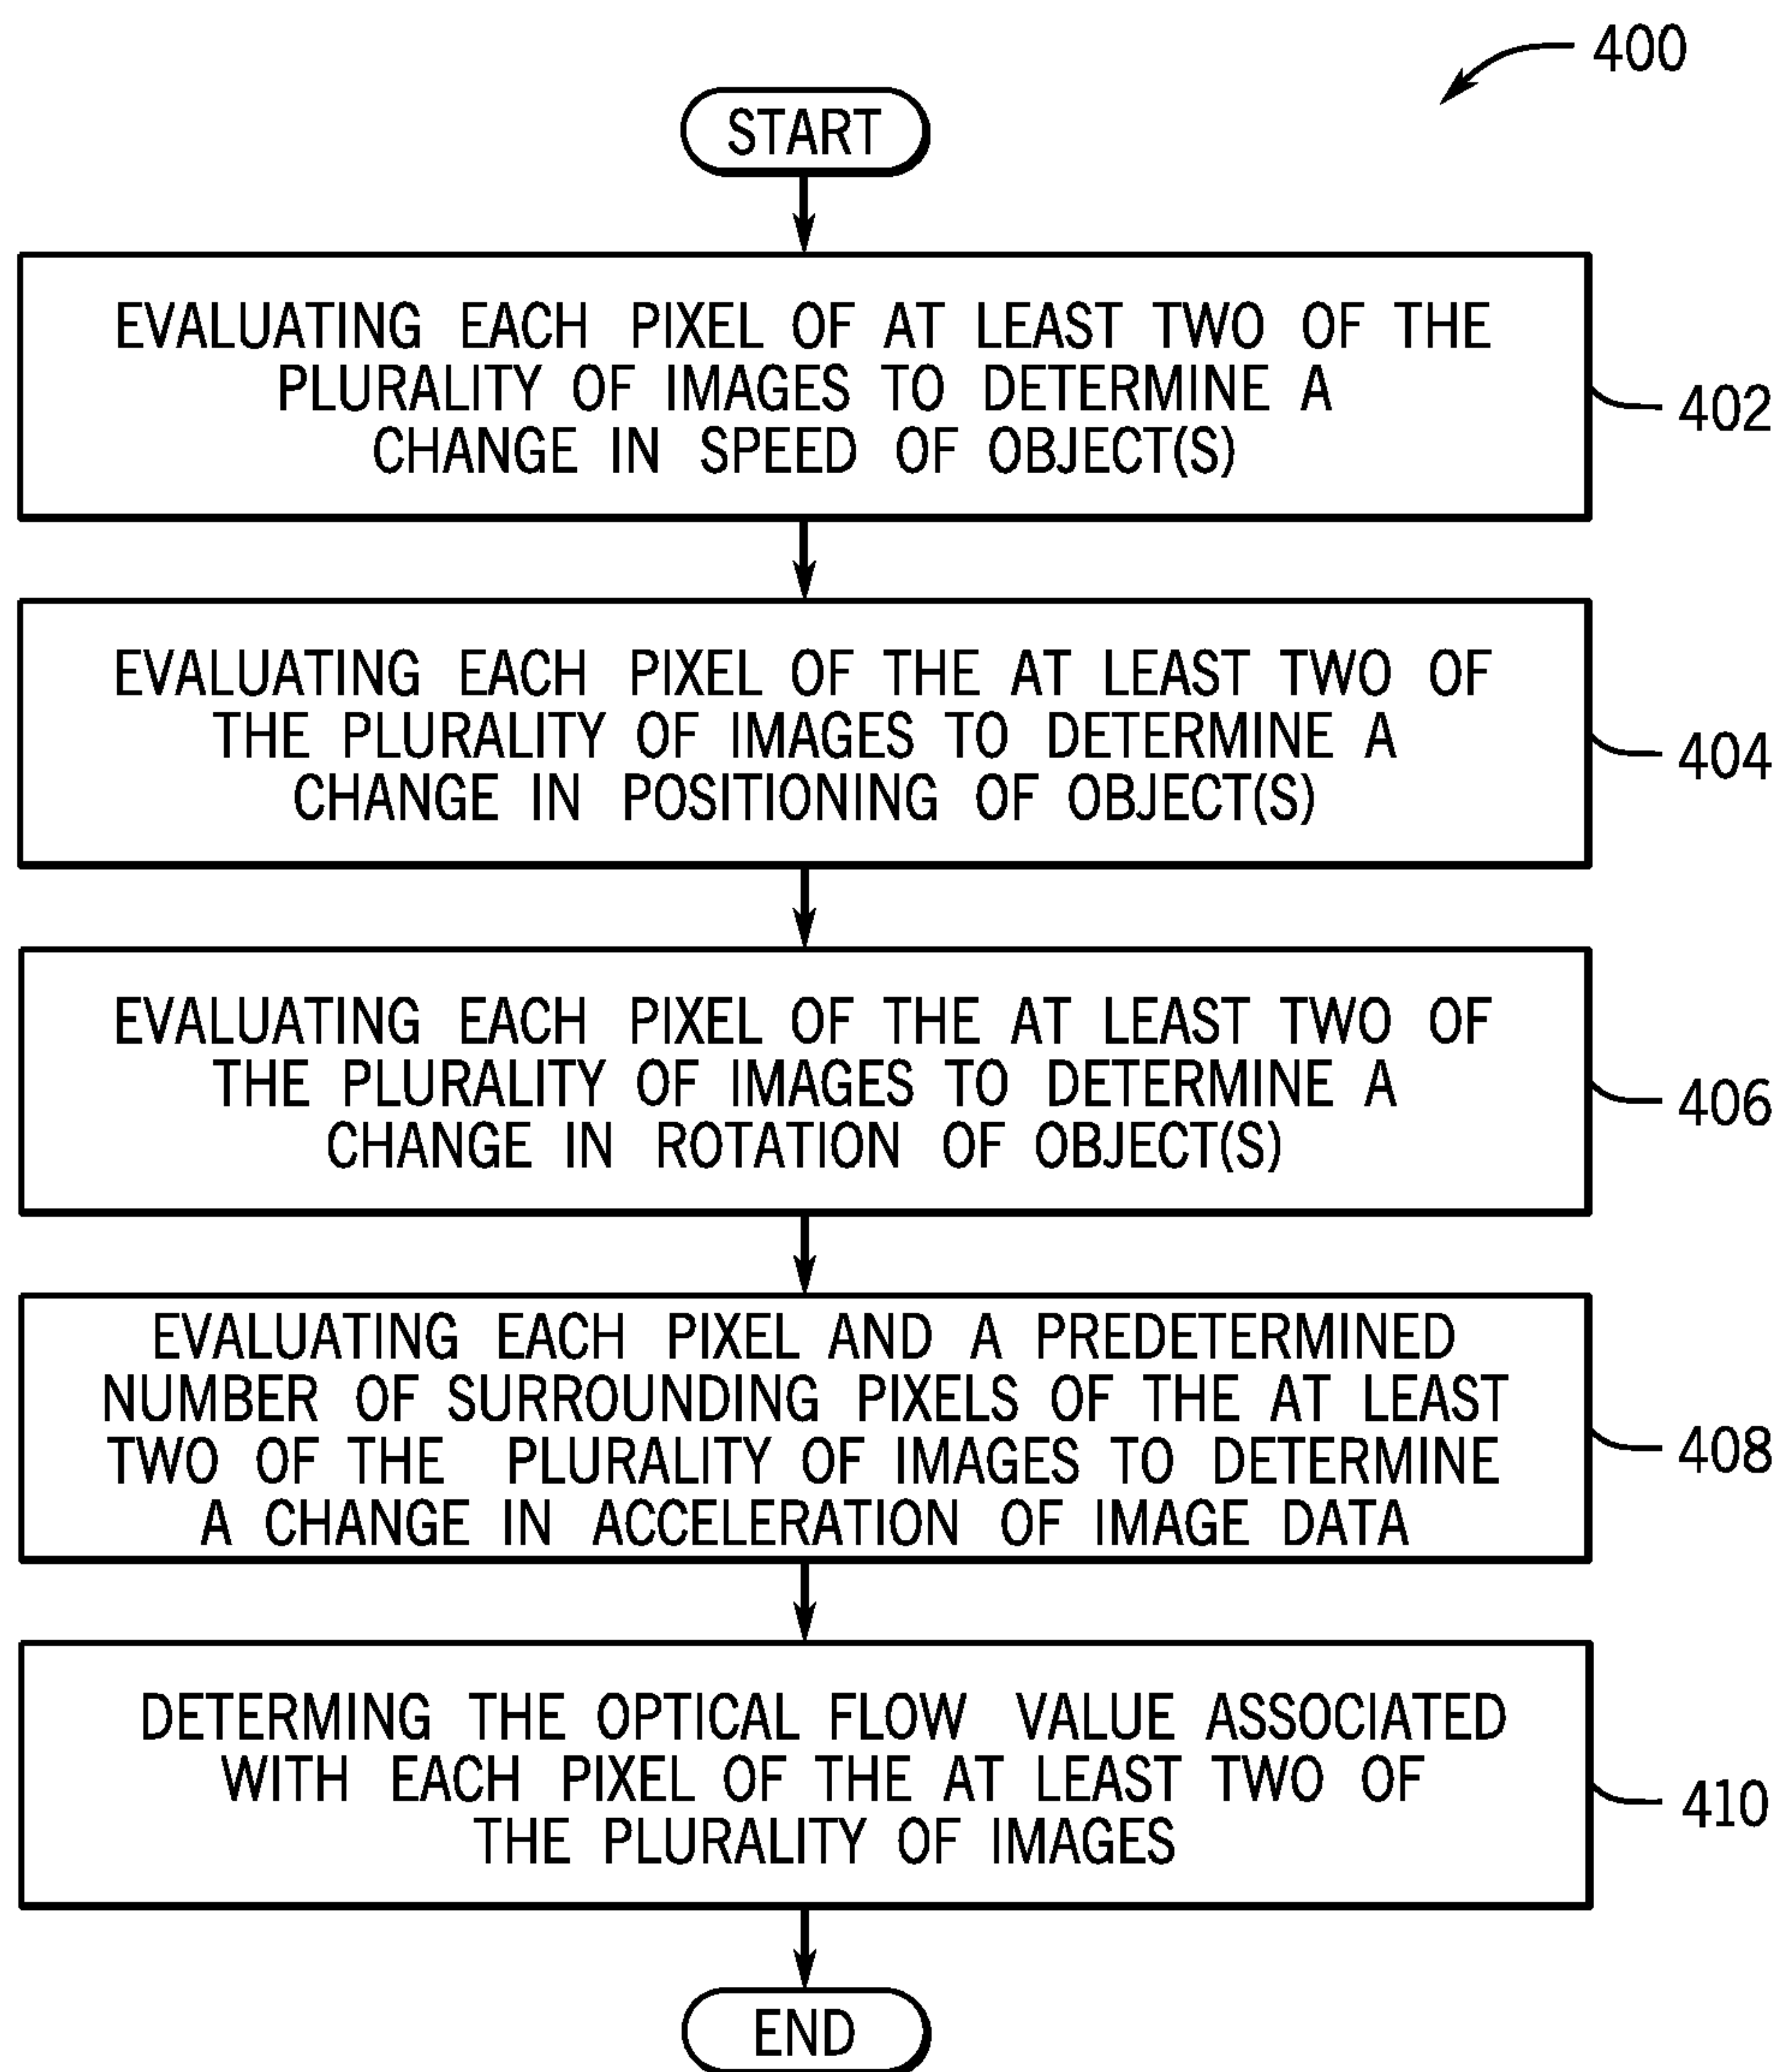 400
START
EVALUATING EACH PIXEL OF AT LEAST TWO OF THE
PLURALITY OF IMAGES TO DETERMINE A
CHANGE IN SPEED OF OBJECT(S)
402
EVALUATING EACH PIXEL OF THE AT LEAST TWO OF
THE PLURALITY OF IMAGES TO DETERMINE A
CHANGE IN POSITIONING OF OBJECT(S)
404
EVALUATING EACH PIXEL OF THE AT LEAST TWO OF
THE PLURALITY OF IMAGES TO DETERMINE A
CHANGE IN ROTATION OF OBJECT(S)
406
EVALUATING EACH PIXEL AND A PREDETERMINED
NUMBER OF SURROUNDING PIXELS OF THE AT LEAST
TWO OF THE PLURALITY OF IMAGES TO DETERMINE
A CHANGE IN ACCELERATION OF IMAGE DATA
408
DETERMING THE OPTICAL FLOW VALUE ASSOCIATED
WITH EACH PIXEL OF THE AT LEAST TWO OF
THE PLURALITY OF IMAGES
410
END